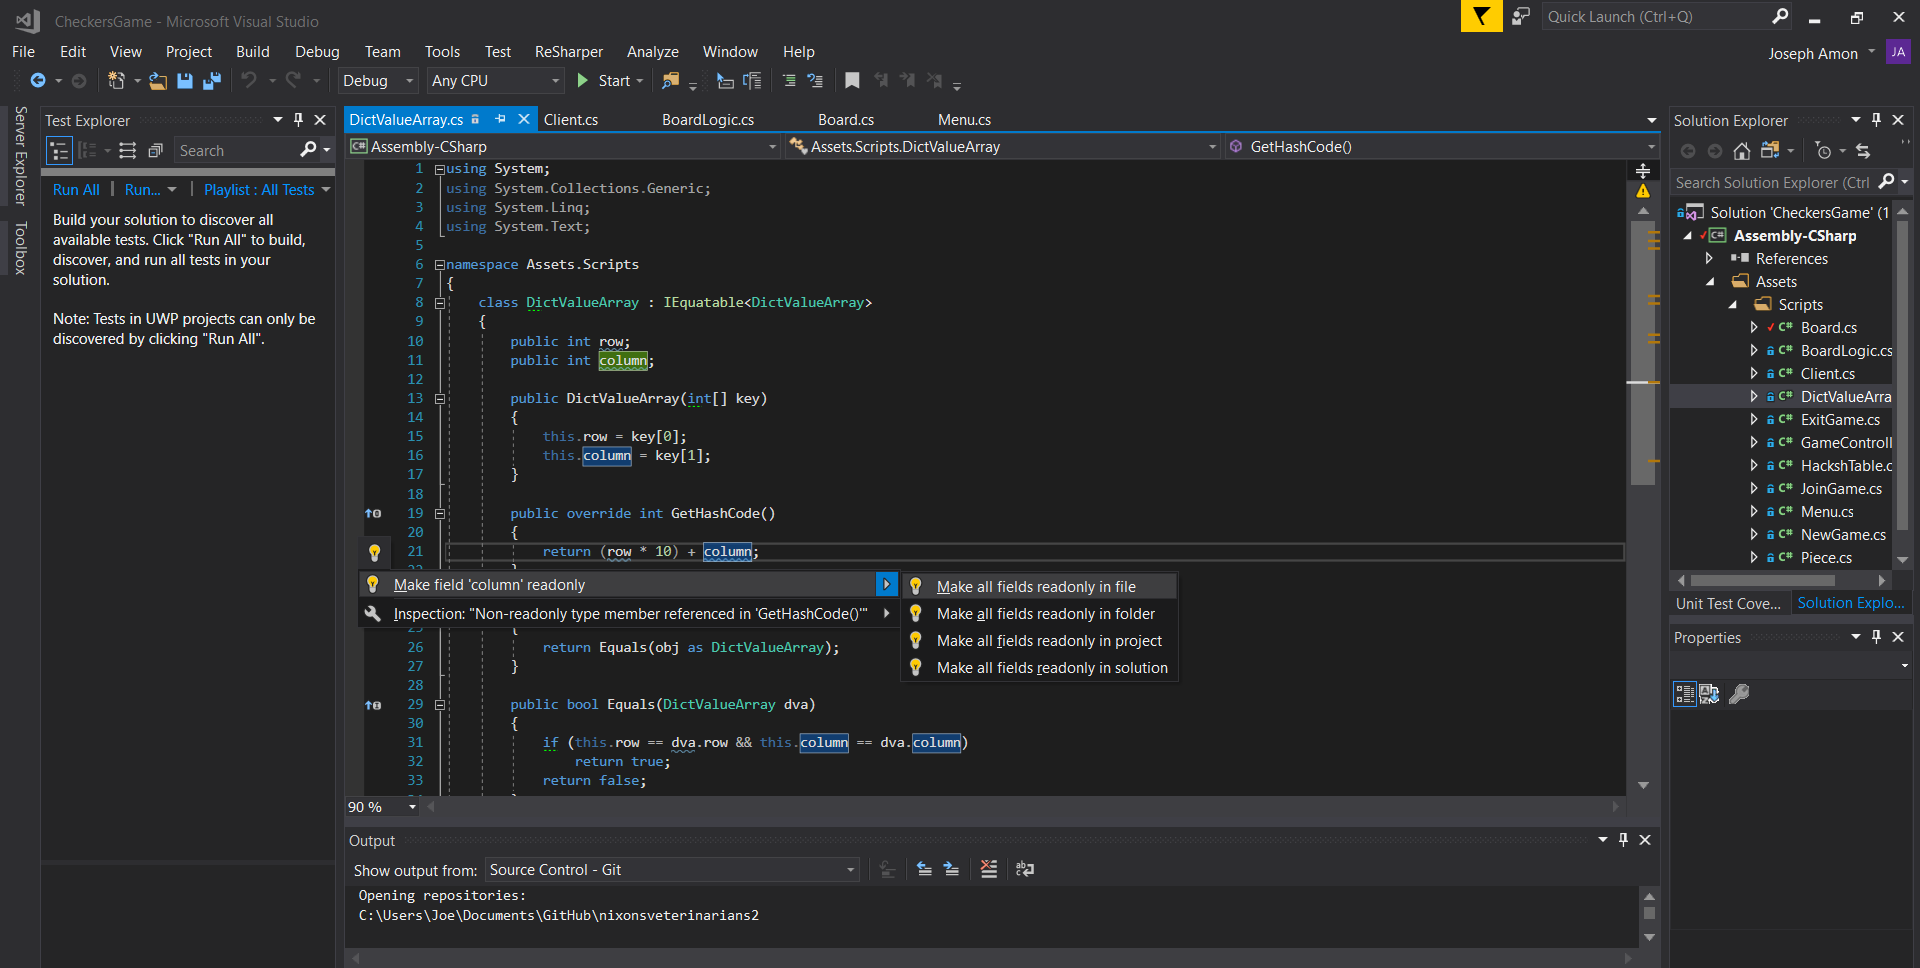 CheckersGame - Microsoft Visual Studio
Quick Launch (Ctrl+Q)
File Edit View Project Build Debug Team Tools Test ReSharper Analyze Window Help
Joseph Amon JA
Debug Any CPU Start
Server Explorer
Toolbox
Test Explorer
Search
Run All | Run... | Playlist : All Tests
Build your solution to discover all
available tests. Click "Run All" to build,
discover, and run all tests in your
solution.
Note: Tests in UWP projects can only be
discovered by clicking "Run All".
DictValueArray.cs Client.cs BoardLogic.cs Board.cs Menu.cs
C# Assembly-CSharp Assets.Scripts.DictValueArray GetHashCode()
1 using System;
2 using System.Collections.Generic;
3 using System.Linq;
4 using System.Text;
5
6 namespace Assets.Scripts
7 {
8 class DictValueArray : IEquatable<DictValueArray>
9 {
10 public int row;
11 public int column;
12
13 public DictValueArray(int[] key)
14 {
15 this.row = key[0];
16 this.column = key[1];
17 }
18
19 public override int GetHashCode()
20 {
21 return (row * 10) + column;
Make field 'column' readonly
Inspection: "Non-readonly type member referenced in 'GetHashCode()'"
Make all fields readonly in file
Make all fields readonly in folder
Make all fields readonly in project
Make all fields readonly in solution
26 return Equals(obj as DictValueArray);
27 }
28
29 public bool Equals(DictValueArray dva)
30 {
31 if (this.row == dva.row && this.column == dva.column)
32 return true;
33 return false;
90 %
Output
Show output from: Source Control - Git
Opening repositories:
C:\Users\Joe\Documents\GitHub\nixonsveterinarians2
Solution Explorer
Search Solution Explorer (Ctrl
Solution 'CheckersGame' (1
C# Assembly-CSharp
References
Assets
Scripts
C# Board.cs
C# BoardLogic.cs
C# Client.cs
C# DictValueArra
C# ExitGame.cs
C# GameControll
C# HackshTable.c
C# JoinGame.cs
C# Menu.cs
C# NewGame.cs
C# Piece.cs
Unit Test Cove... Solution Explo...
Properties